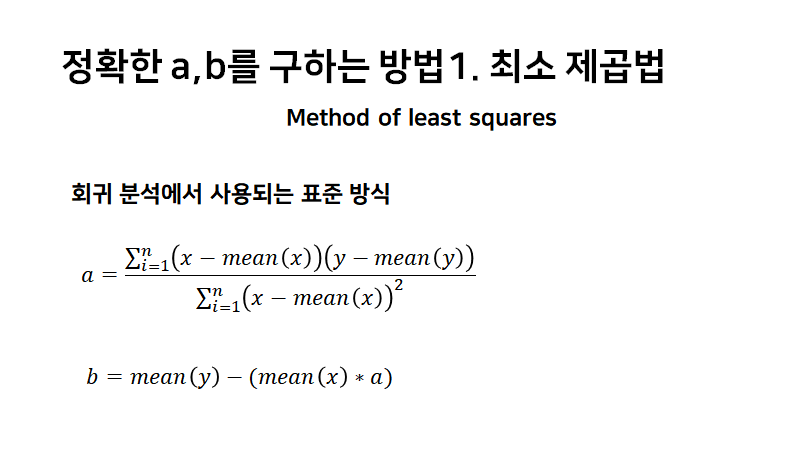 정확한 a,b를 구하는 방법1. 최소 제곱법
Method of least squares
회귀 분석에서 사용되는 표준 방식
a = \frac{\sum_{i=1}^{n}(x - mean(x))(y - mean(y))}{\sum_{i=1}^{n}(x - mean(x))^2}
b = mean(y) − (mean(x) ∗ a)